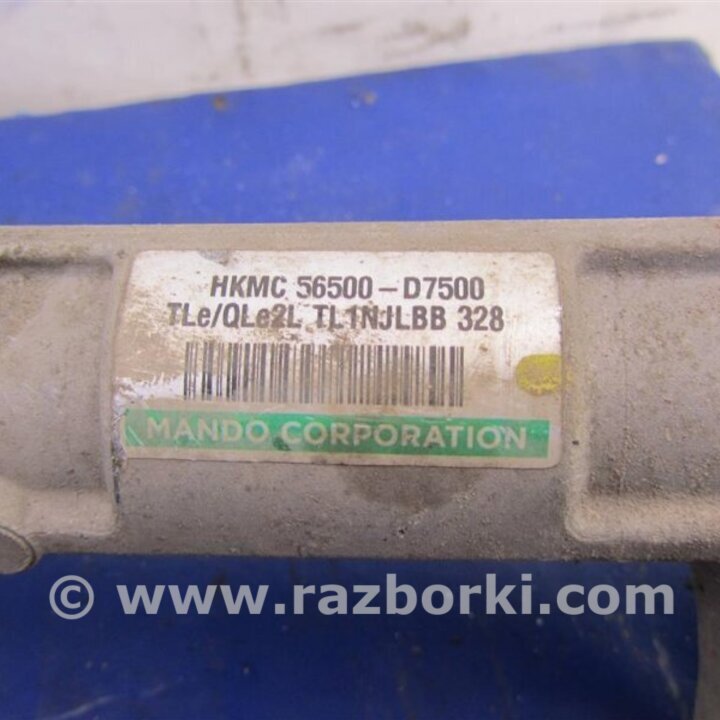 HKMC 56500-D7500
TLe/QLe2L TL1NJLBB 328
MANDO CORPORATION
© www.razborki.com